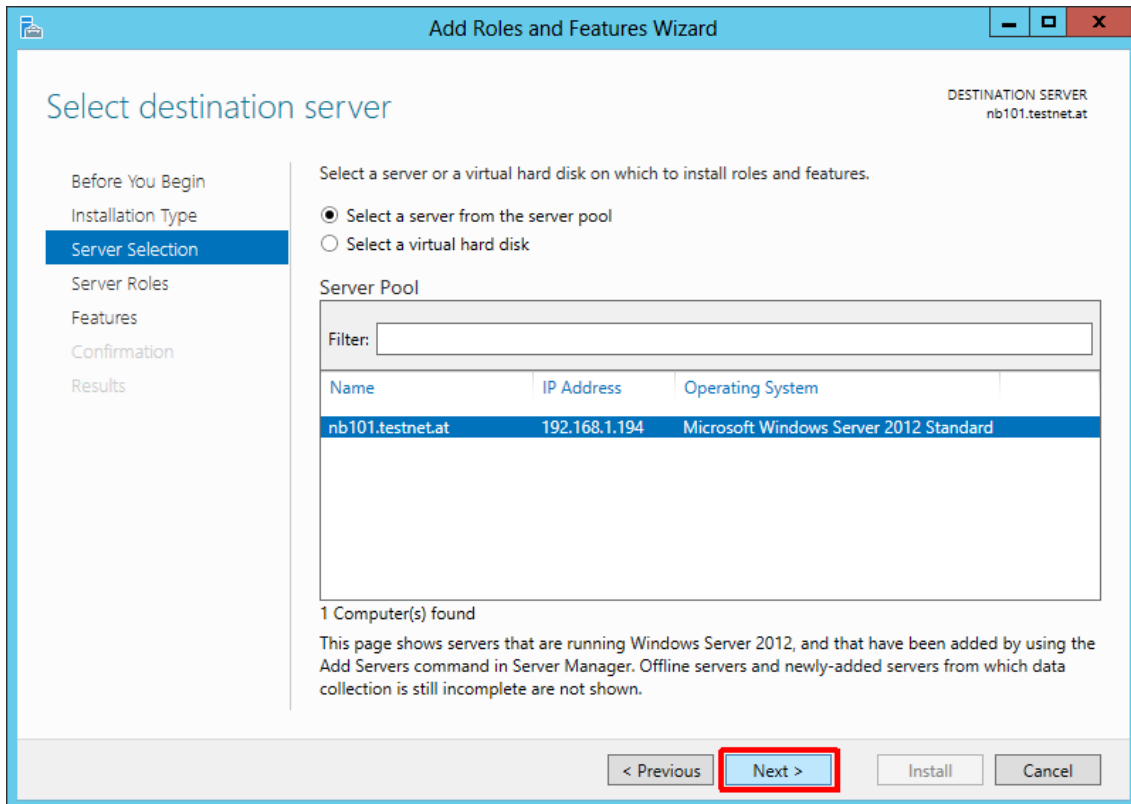 Add Roles and Features Wizard
Select destination server
DESTINATION SERVER
nb101.testnet.at
Before You Begin
Installation Type
Server Selection
Server Roles
Features
Confirmation
Results
Select a server or a virtual hard disk on which to install roles and features.
Select a server from the server pool
Select a virtual hard disk
Server Pool
Filter:
Name IP Address Operating System
nb101.testnet.at 192.168.1.194 Microsoft Windows Server 2012 Standard
1 Computer(s) found
This page shows servers that are running Windows Server 2012, and that have been added by using the
Add Servers command in Server Manager. Offline servers and newly-added servers from which data
collection is still incomplete are not shown.
< Previous Next > Install Cancel